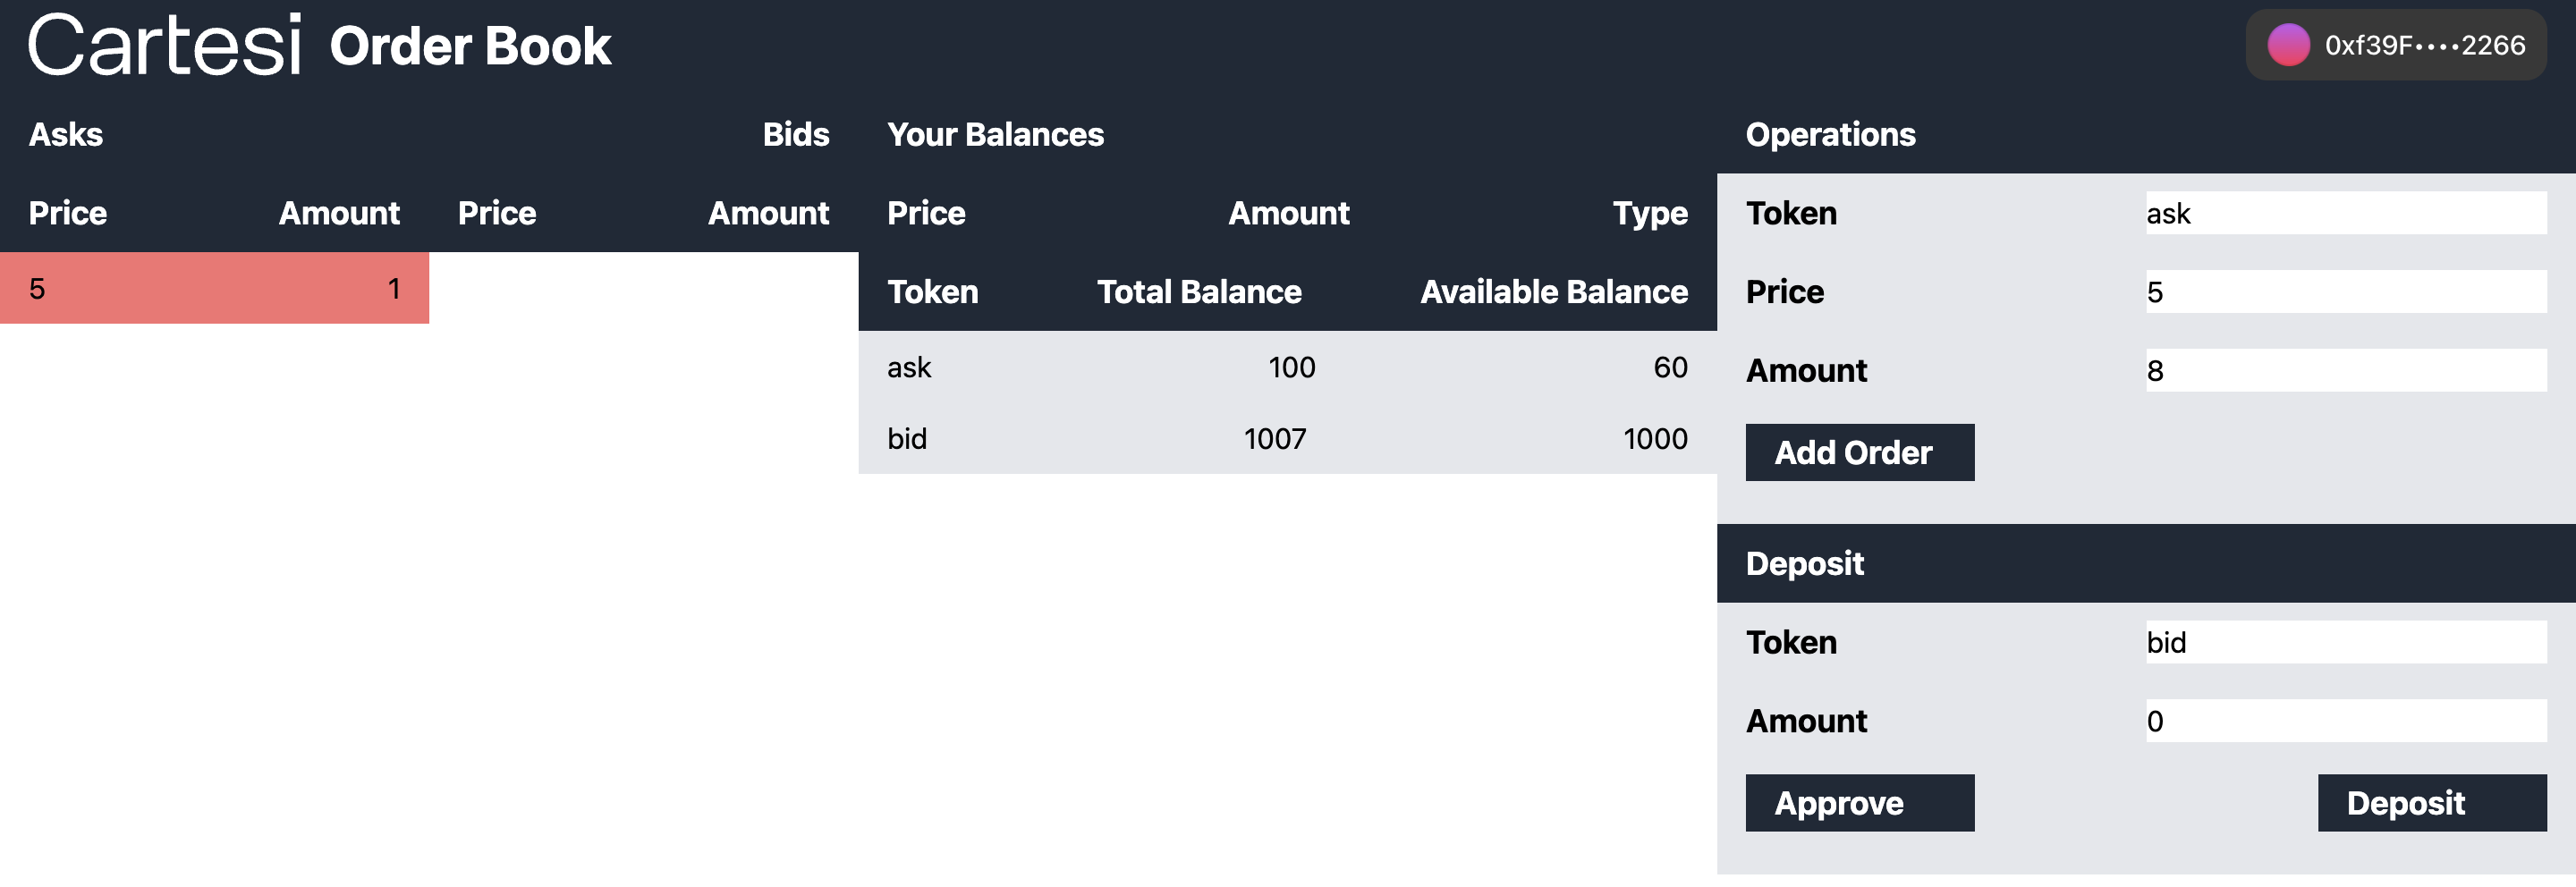 Cartesi Order Book
0xf39F••••2266
Asks Bids
Price Amount Price Amount
5 1
Your Balances
Price Amount Type
Token Total Balance Available Balance
ask 100 60
bid 1007 1000
Operations
Token ask
Price 5
Amount 8
Add Order
Deposit
Token bid
Amount 0
Approve Deposit